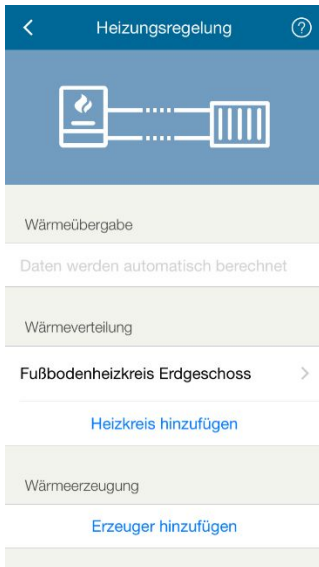 Heizungsregelung
Wärmeübergabe
Daten werden automatisch berechnet
Wärmeverteilung
Fußbodenheizkreis Erdgeschoss
Heizkreis hinzufügen
Wärmeerzeugung
Erzeuger hinzufügen